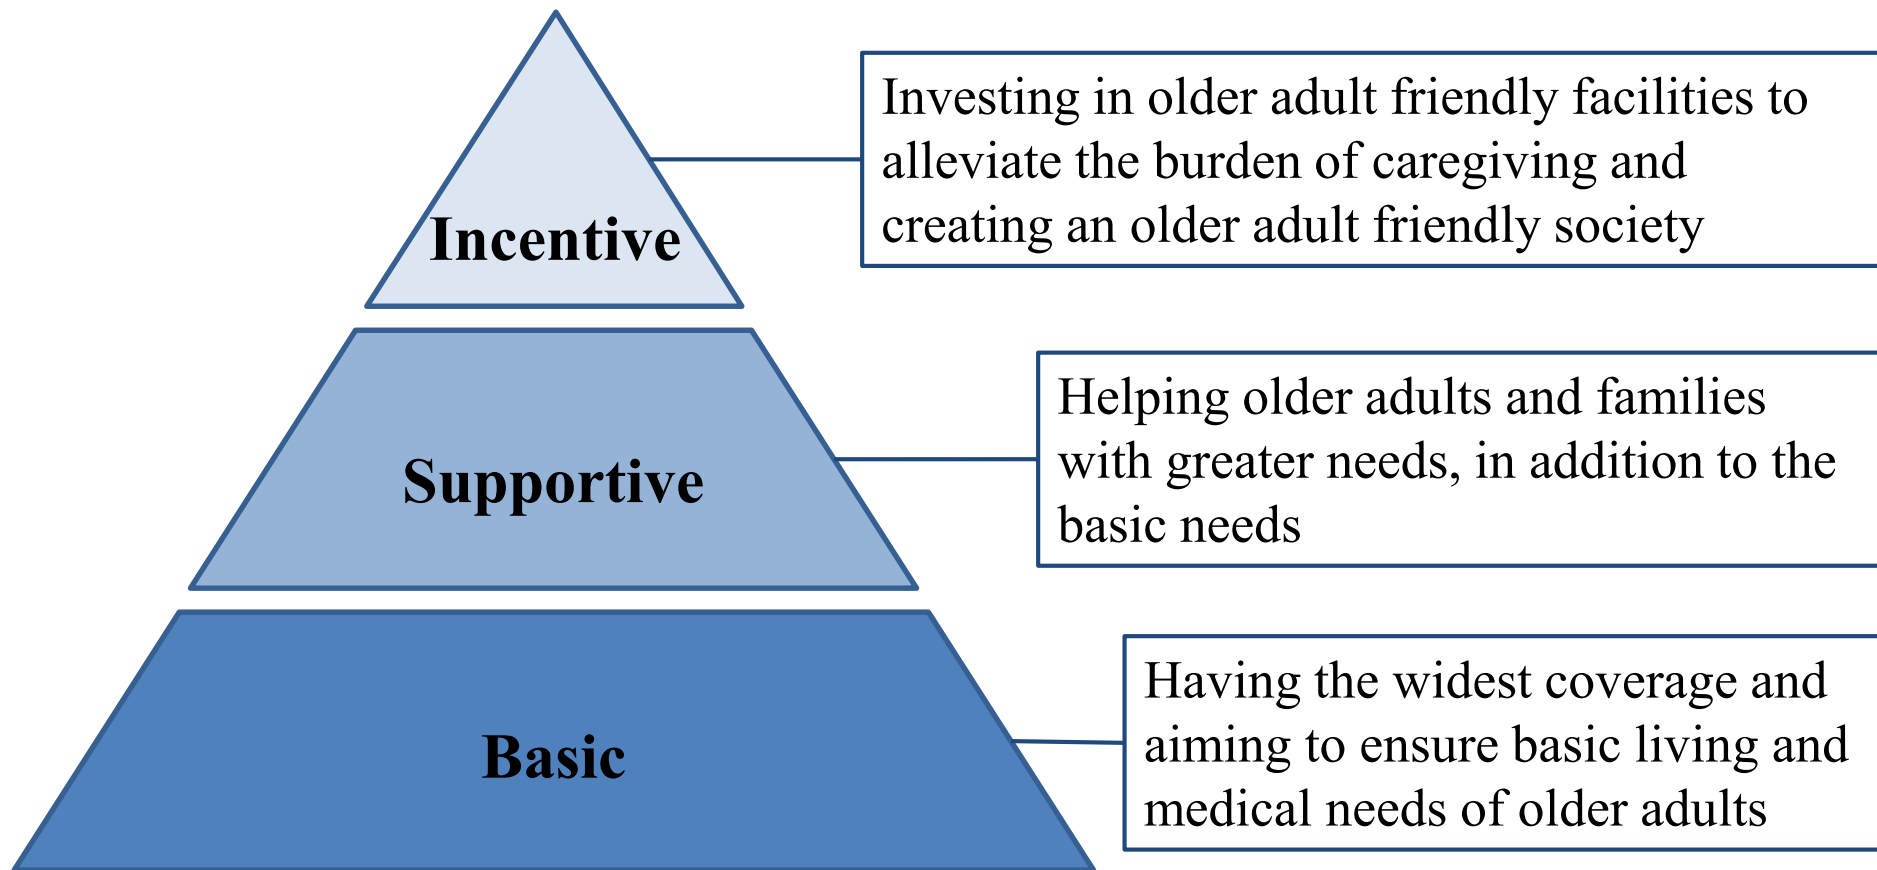 Incentive
Investing in older adult friendly facilities to
alleviate the burden of caregiving and
creating an older adult friendly society
Supportive
Helping older adults and families
with greater needs, in addition to the
basic needs
Basic
Having the widest coverage and
aiming to ensure basic living and
medical needs of older adults